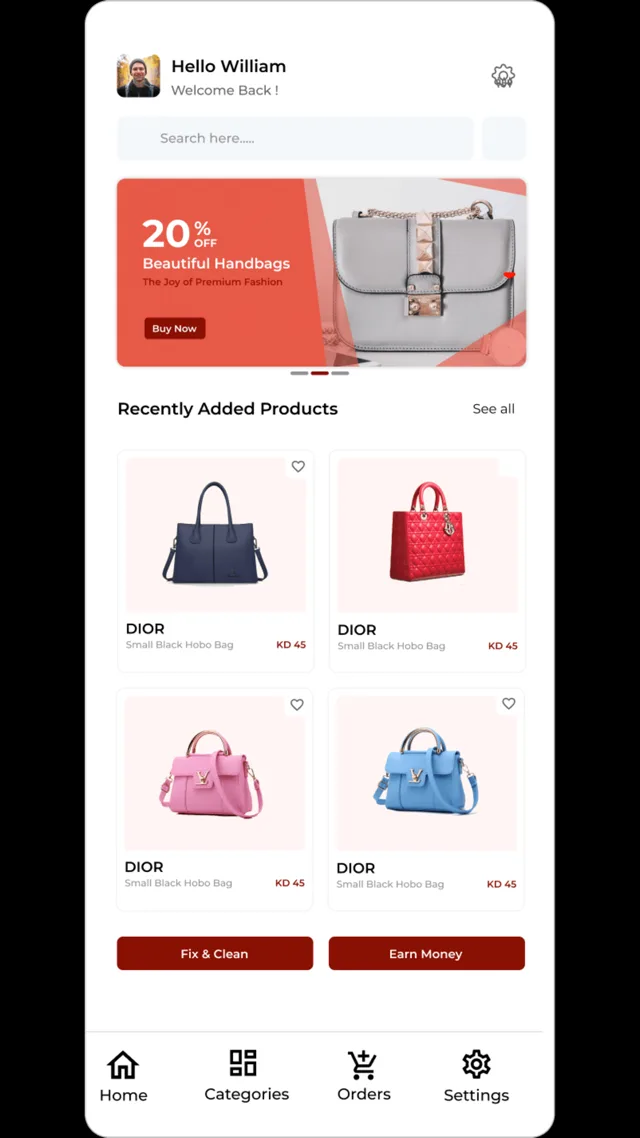 Hello William
Welcome Back !
Search here.....
20% OFF
Beautiful Handbags
The Joy of Premium Fashion
Buy Now
Recently Added Products
See all
DIOR
Small Black Hobo Bag
KD 45
DIOR
Small Black Hobo Bag
KD 45
DIOR
Small Black Hobo Bag
KD 45
DIOR
Small Black Hobo Bag
KD 45
Fix & Clean
Earn Money
Home
Categories
Orders
Settings